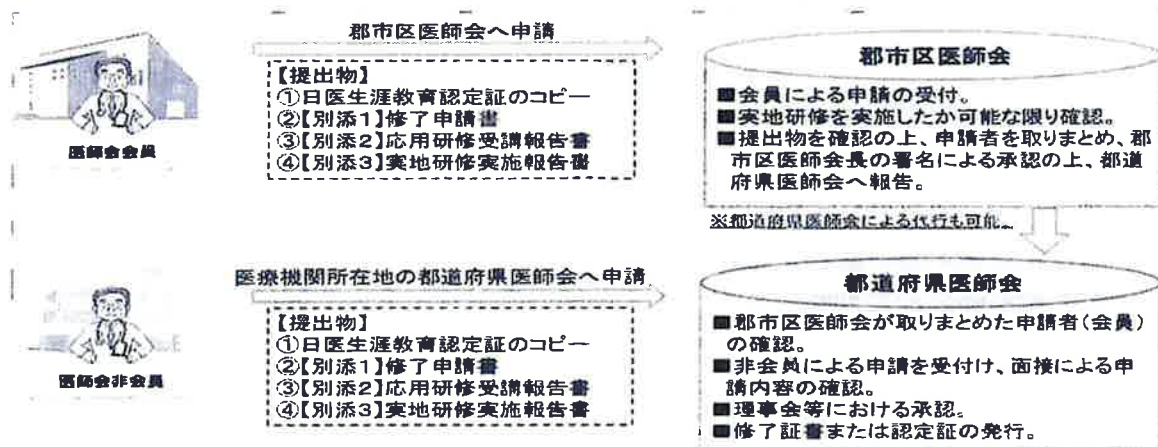 郡市区医師会へ申請
【提出物】
①日医生涯教育認定証のコピー
②【別添1】修了申請書
③【別添2】応用研修受講報告書
④【別添3】実地研修実施報告書
医師会会員
郡市区医師会
■会員による申請の受付。
■実地研修を実施したか可能な限り確認。
■提出物を確認の上、申請者を取りまとめ、郡
市区医師会長の署名による承認の上、都道
府県医師会へ報告。
※都道府県医師会による代行も可能。
医療機関所在地の都道府県医師会へ申請
【提出物】
①日医生涯教育認定証のコピー
②【別添1】修了申請書
③【別添2】応用研修受講報告書
④【別添3】実地研修実施報告書
医師会非会員
都道府県医師会
■郡市区医師会が取りまとめた申請者(会員)
の確認。
■非会員による申請を受付け、面接による申
請内容の確認。
■理事会等における承認。
■修了証書または認定証の発行。